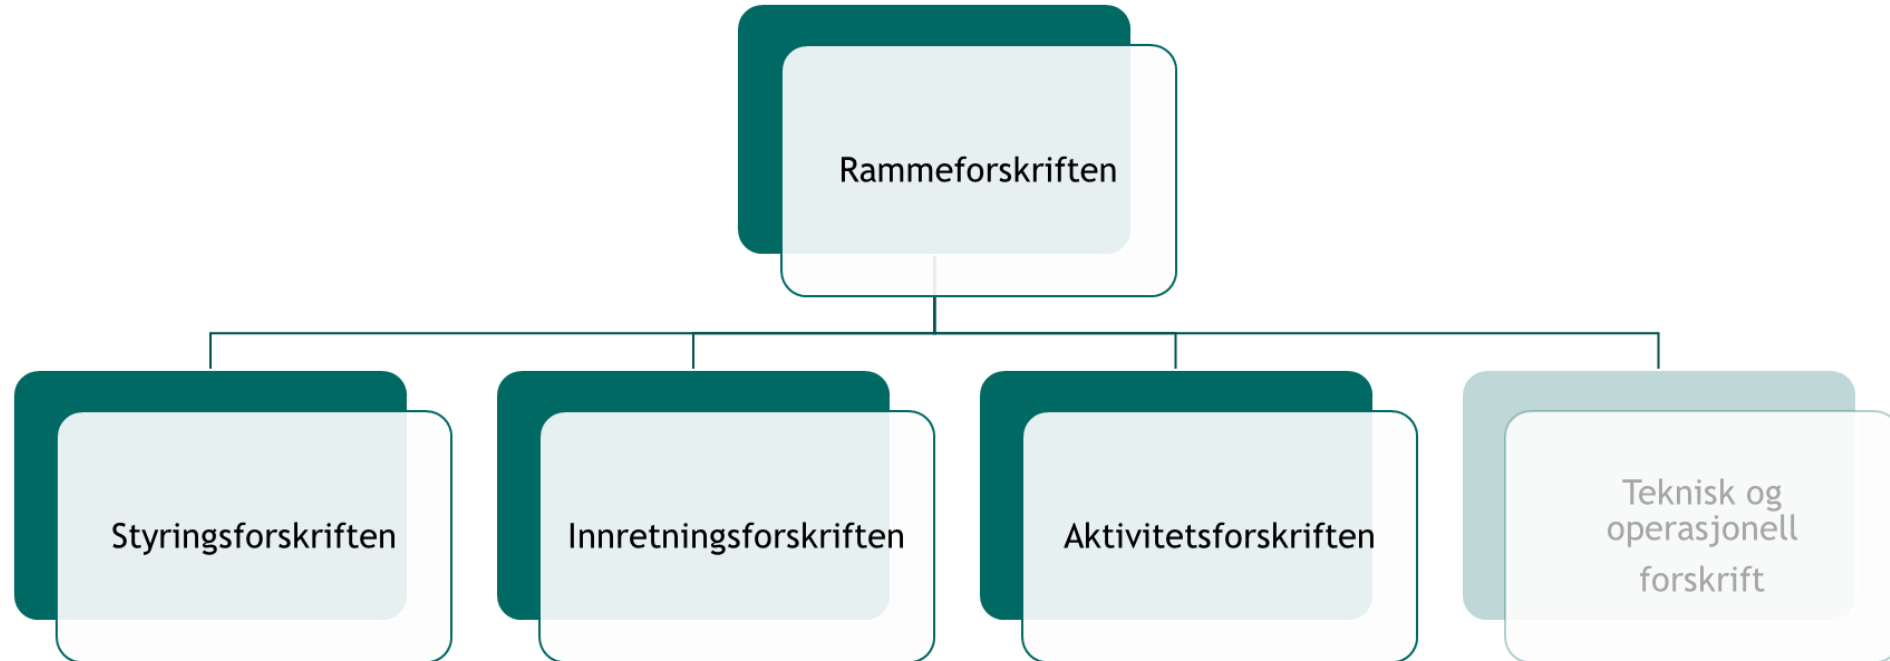 Rammeforskriften
Styringsforskriften
Innretningsforskriften
Aktivitetsforskriften
Teknisk og
operasjonell
forskrift